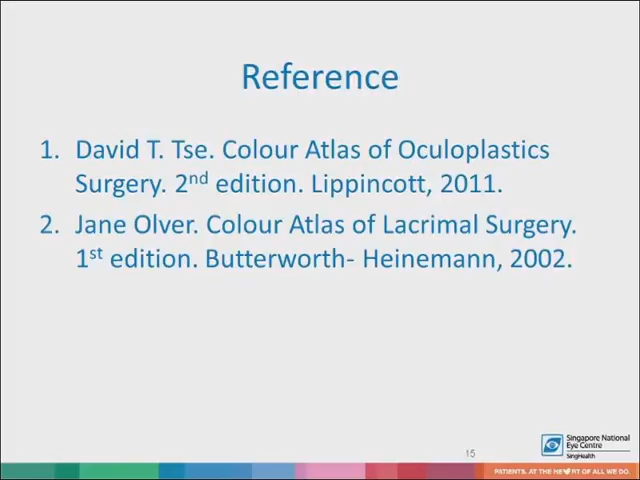 Reference
1. David T. Tse. Colour Atlas of Oculoplastics
Surgery. 2nd edition. Lippincott, 2011.
2. Jane Olver. Colour Atlas of Lacrimal Surgery.
1st edition. Butterworth- Heinemann, 2002.
15
Singapore National
Eye Centre
SingHealth
PATIENTS. AT THE HE♥RT OF ALL WE DO.